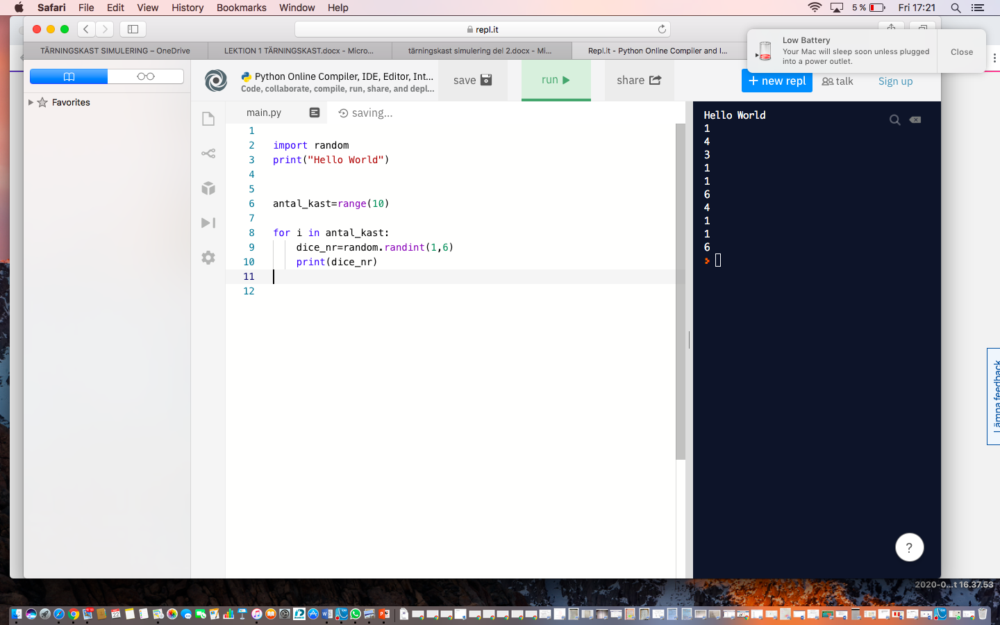 Safari File Edit View History Bookmarks Window Help 5 % Fri 17:21
repl.it
TÄRNINGSKAST SIMULERING – OneDrive
LEKTION 1 TÄRNINGSKAST.docx - Micro...
tärningskast simulering del 2.docx - Mi...
Repl.it - Python Online Compiler and I...
Low Battery
Your Mac will sleep soon unless plugged
into a power outlet.
Close
Favorites
Python Online Compiler, IDE, Editor, Int...
Code, collaborate, compile, run, share, and depl...
save
run
share
+ new repl
talk
Sign up
main.py
saving...
1
2 import random
3 print("Hello World")
4
5
6 antal_kast=range(10)
7
8 for i in antal_kast:
9 dice_nr=random.randint(1,6)
10 print(dice_nr)
11
12
Hello World
1
4
3
1
1
6
4
1
1
6
?
Lämna feedback
2020-0...t 16.37.53